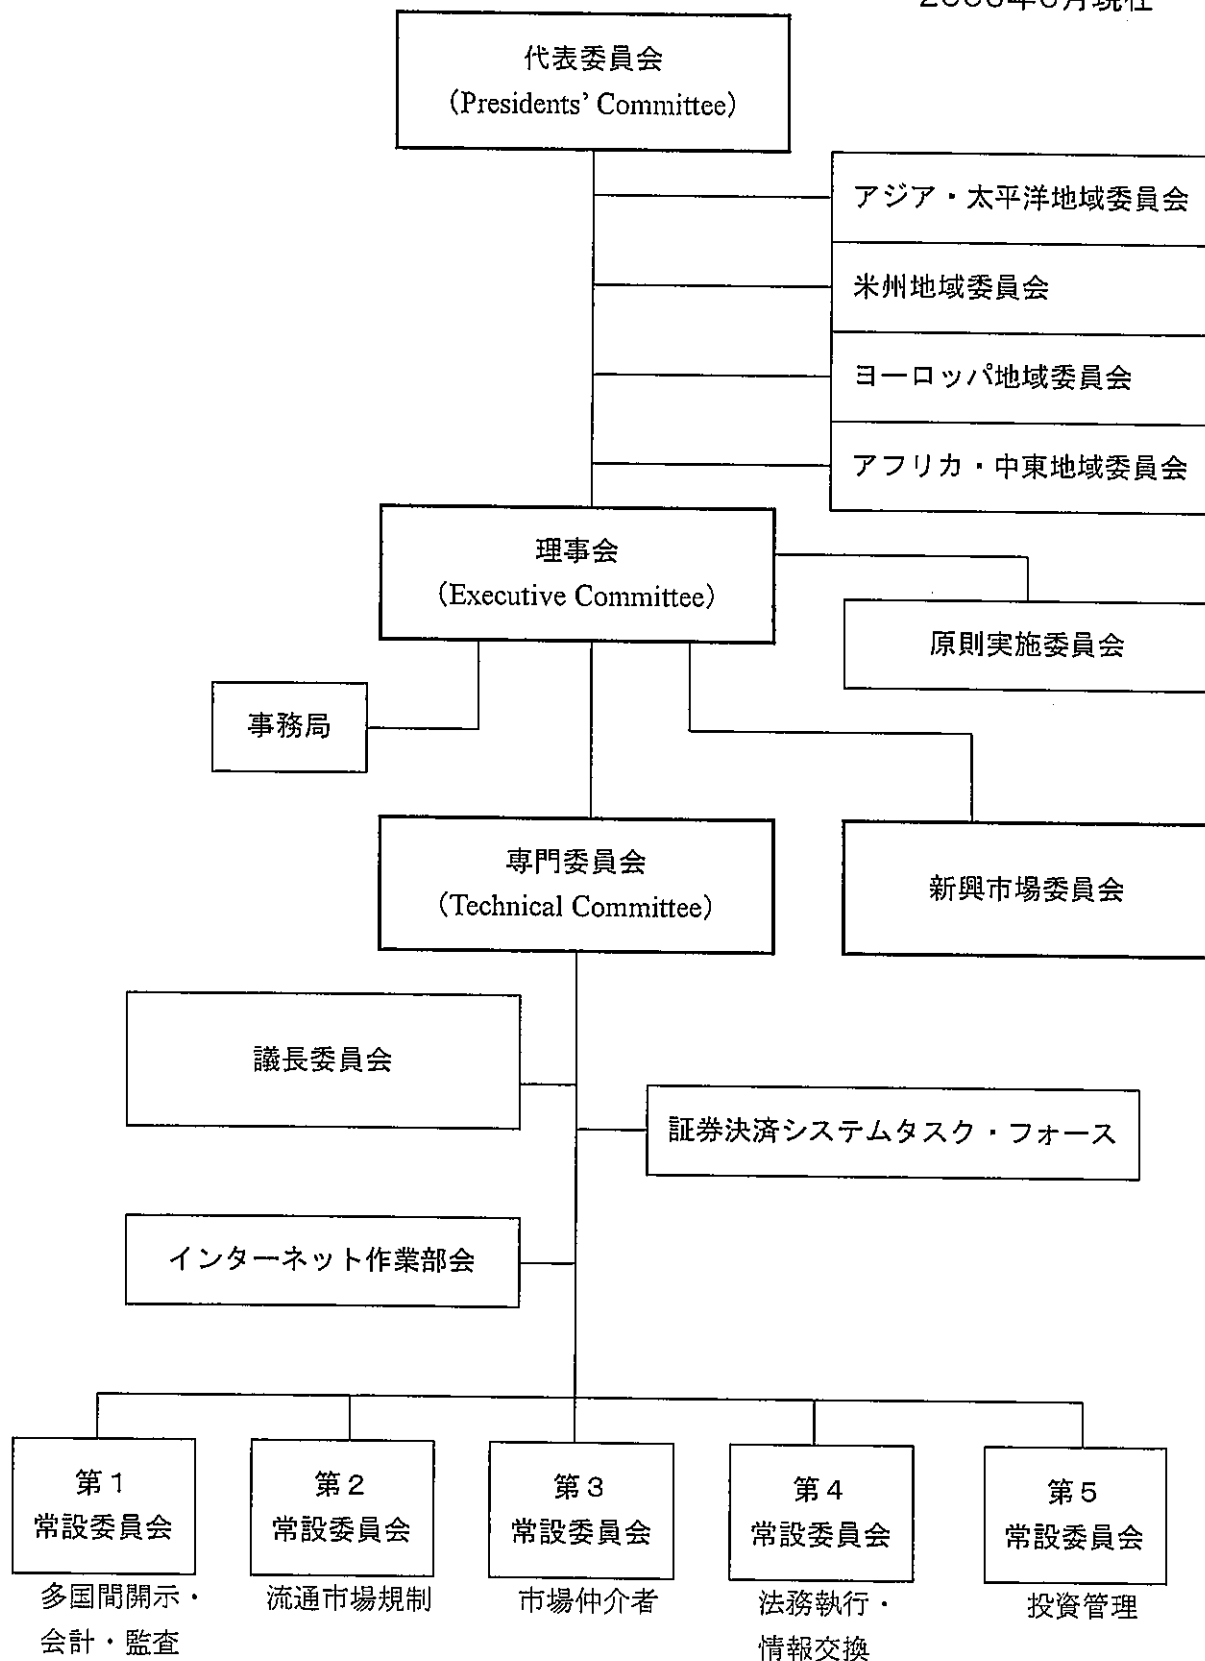 代表委員会
（Presidents' Committee）
アジア・太平洋地域委員会
米州地域委員会
ヨーロッパ地域委員会
アフリカ・中東地域委員会
理事会
（Executive Committee）
原則実施委員会
事務局
専門委員会
（Technical Committee）
新興市場委員会
議長委員会
証券決済システムタスク・フォース
インターネット作業部会
第１
常設委員会
多国間開示・
会計・監査
第２
常設委員会
流通市場規制
第３
常設委員会
市場仲介者
第４
常設委員会
法務執行・
情報交換
第５
常設委員会
投資管理